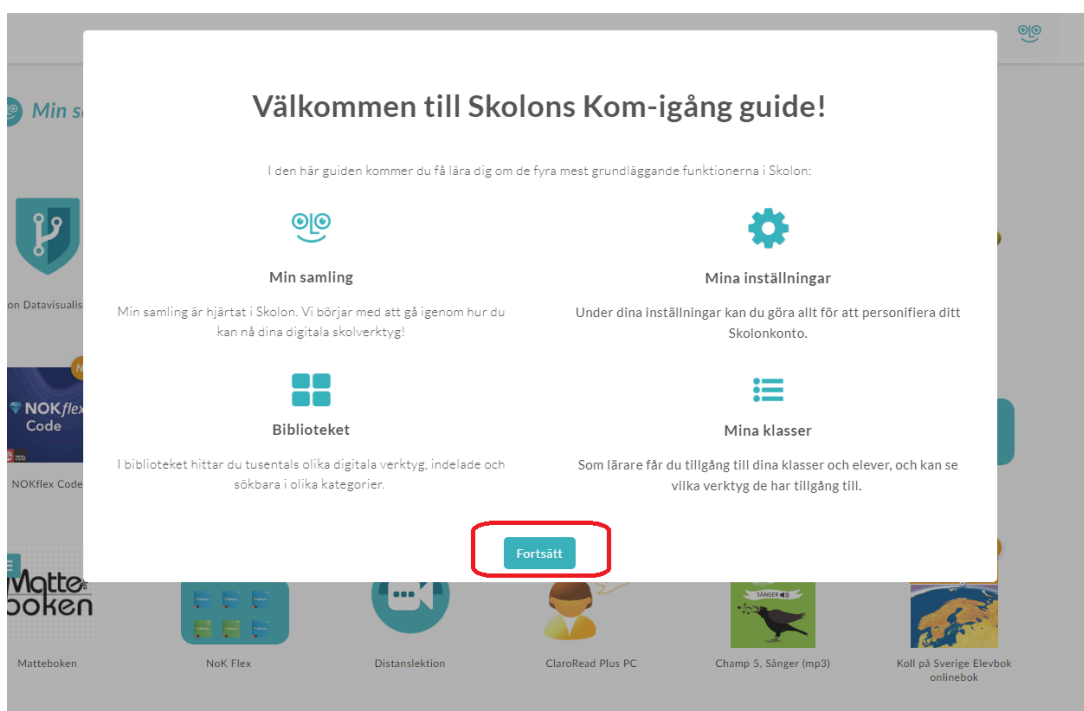 Min s
Välkommen till Skolons Kom-igång guide!
I den här guiden kommer du få lära dig om de fyra mest grundläggande funktionerna i Skolon:
Min samling
Min samling är hjärtat i Skolon. Vi börjar med att gå igenom hur du
kan nå dina digitala skolverktyg!
Mina inställningar
Under dina inställningar kan du göra allt för att personifiera ditt
Skolonkonto.
Biblioteket
I biblioteket hittar du tusentals olika digitala verktyg, indelade och
sökbara i olika kategorier.
Mina klasser
Som lärare får du tillgång till dina klasser och elever, och kan se
vilka verktyg de har tillgång till.
Fortsätt
on Datavisualis
N
NOKflex
Code
NOKflex Code
Matte
boken
SÅNGER
Matteboken
NoK Flex
Distanslektion
ClaroRead Plus PC
Champ 5, Sånger (mp3)
Koll på Sverige Elevbok
onlinebok